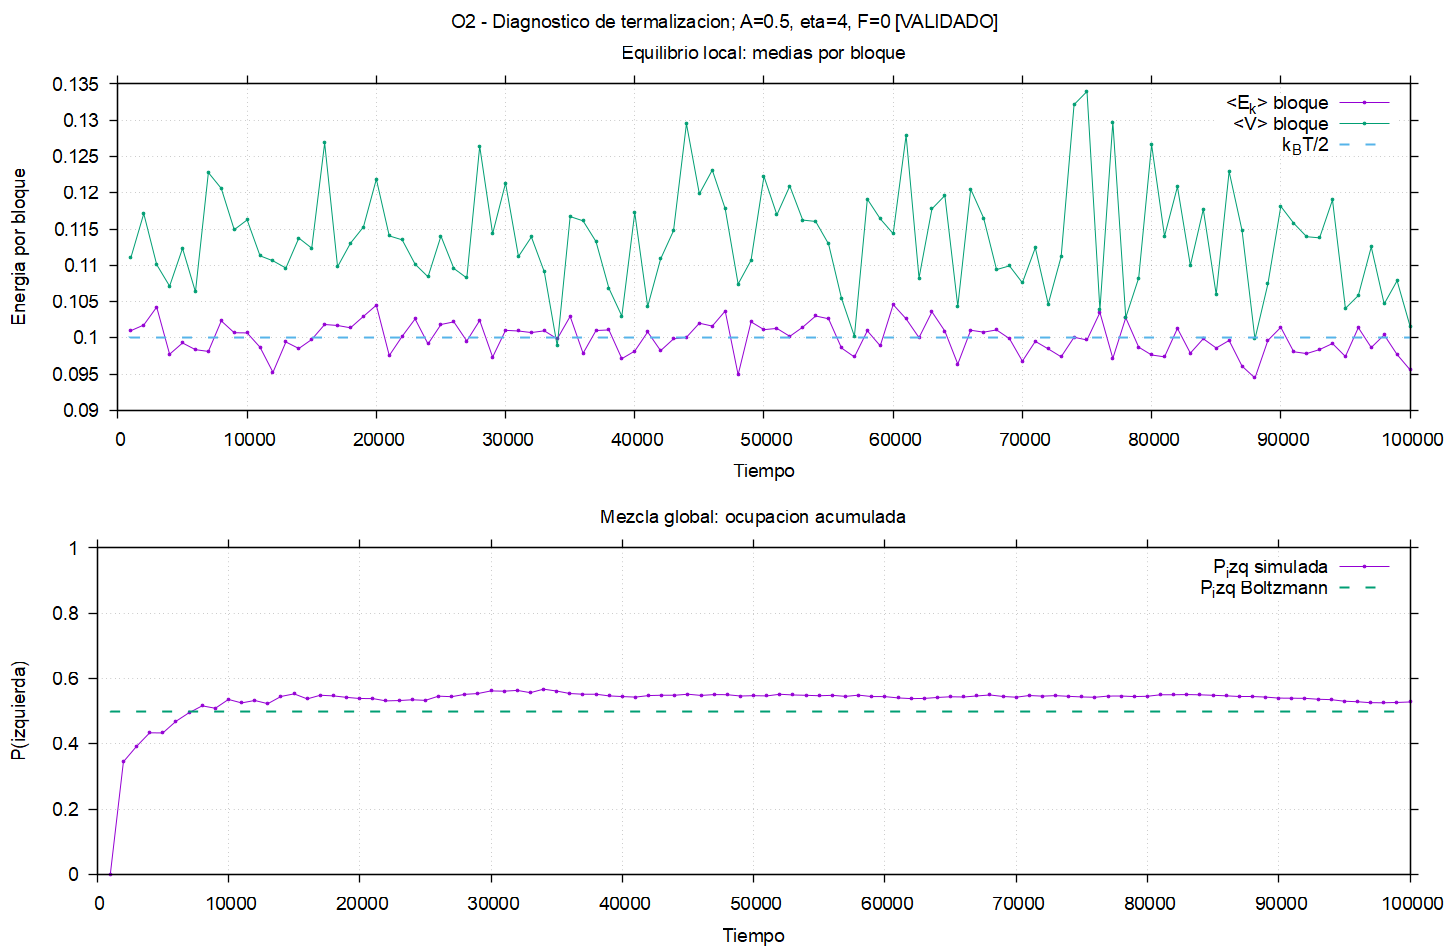 O2 - Diagnostico de termalizacion; A=0.5, eta=4, F=0 [VALIDADO]
Equilibrio local: medias por bloque
Energia por bloque
0.135
0.13
0.125
0.12
0.115
0.11
0.105
0.1
0.095
0.09
<E_k> bloque
<V> bloque
k_BT/2
0 10000 20000 30000 40000 50000 60000 70000 80000 90000 100000
Tiempo
Mezcla global: ocupacion acumulada
P(izquierda)
1
0.8
0.6
0.4
0.2
0
P_izq simulada
P_izq Boltzmann
0 10000 20000 30000 40000 50000 60000 70000 80000 90000 100000
Tiempo